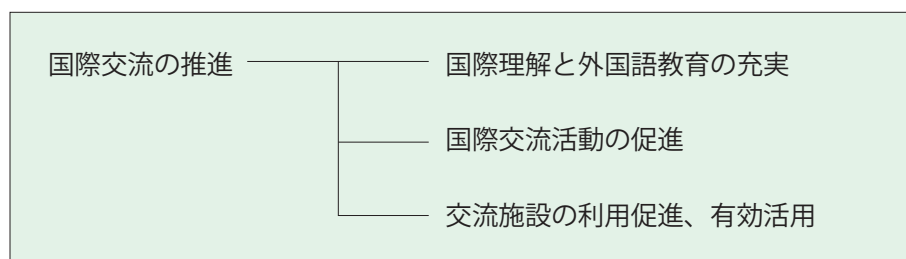 国際交流の推進
国際理解と外国語教育の充実
国際交流活動の促進
交流施設の利用促進、有効活用